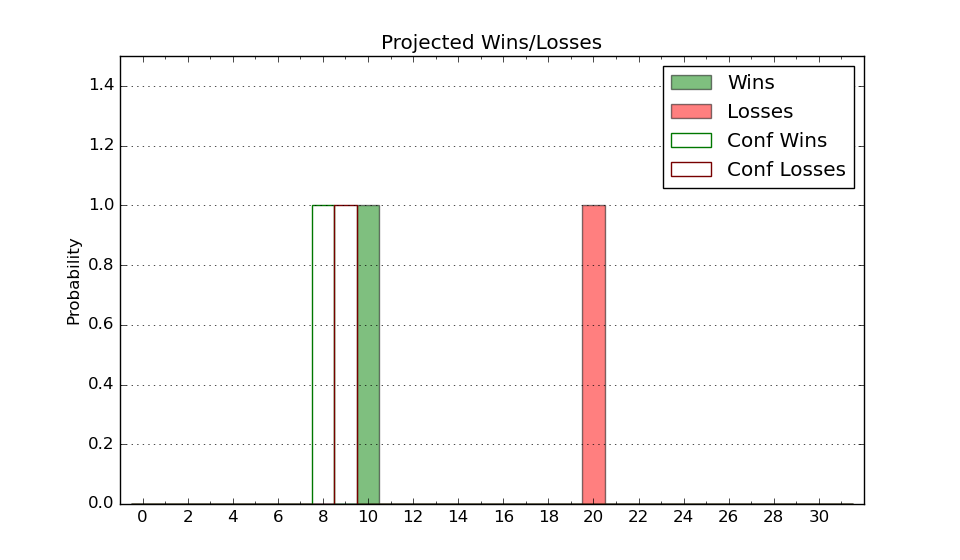 Projected Wins/Losses
Wins
Losses
Conf Wins
Conf Losses
Probability
1.4
1.2
1.0
0.8
0.6
0.4
0.2
0.0
0 2 4 6 8 10 12 14 16 18 20 22 24 26 28 30